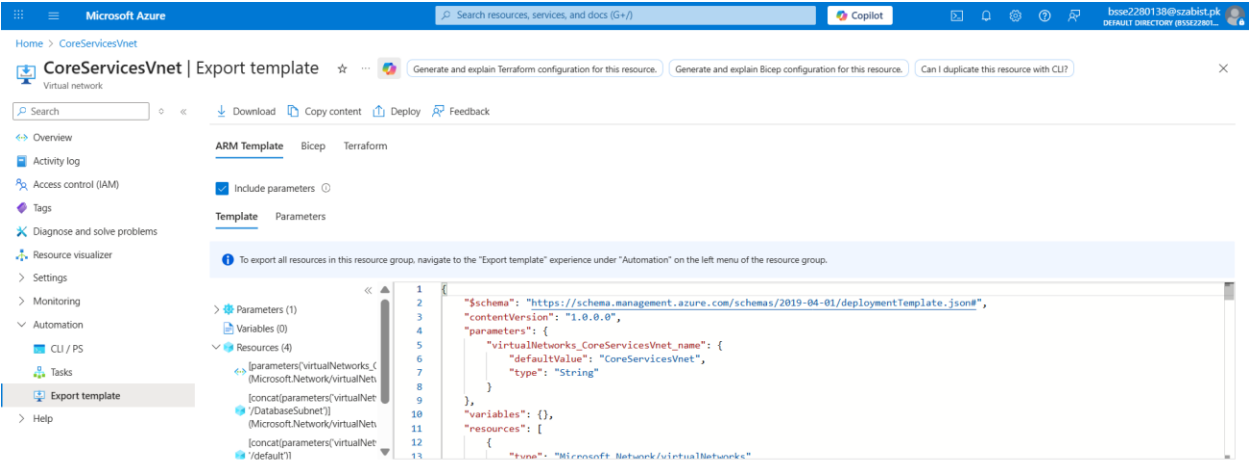 Microsoft Azure
Search resources, services, and docs (G+/)
Copilot
bsse2280138@szabist.pk
DEFAULT DIRECTORY (BSSE22801...
Home > CoreServicesVnet
CoreServicesVnet | Export template
Virtual network
Generate and explain Terraform configuration for this resource.
Generate and explain Bicep configuration for this resource.
Can I duplicate this resource with CLI?
Search
Download Copy content Deploy Feedback
Overview
Activity log
Access control (IAM)
Tags
Diagnose and solve problems
Resource visualizer
Settings
Monitoring
Automation
CLI / PS
Tasks
Export template
Help
ARM Template Bicep Terraform
Include parameters
Template Parameters
To export all resources in this resource group, navigate to the "Export template" experience under "Automation" on the left menu of the resource group.
Parameters (1)
Variables (0)
Resources (4)
[parameters('virtualNetworks_C
(Microsoft.Network/virtualNetw
[concat(parameters('virtualNet
'/DatabaseSubnet')]
(Microsoft.Network/virtualNetw
[concat(parameters('virtualNet
'/default')]
1 {
2 "$schema": "https://schema.management.azure.com/schemas/2019-04-01/deploymentTemplate.json#",
3 "contentVersion": "1.0.0.0",
4 "parameters": {
5 "virtualNetworks_CoreServicesVnet_name": {
6 "defaultValue": "CoreServicesVnet",
7 "type": "String"
8 }
9 },
10 "variables": {},
11 "resources": [
12 {
13 "type": "Microsoft.Network/virtualNetworks"